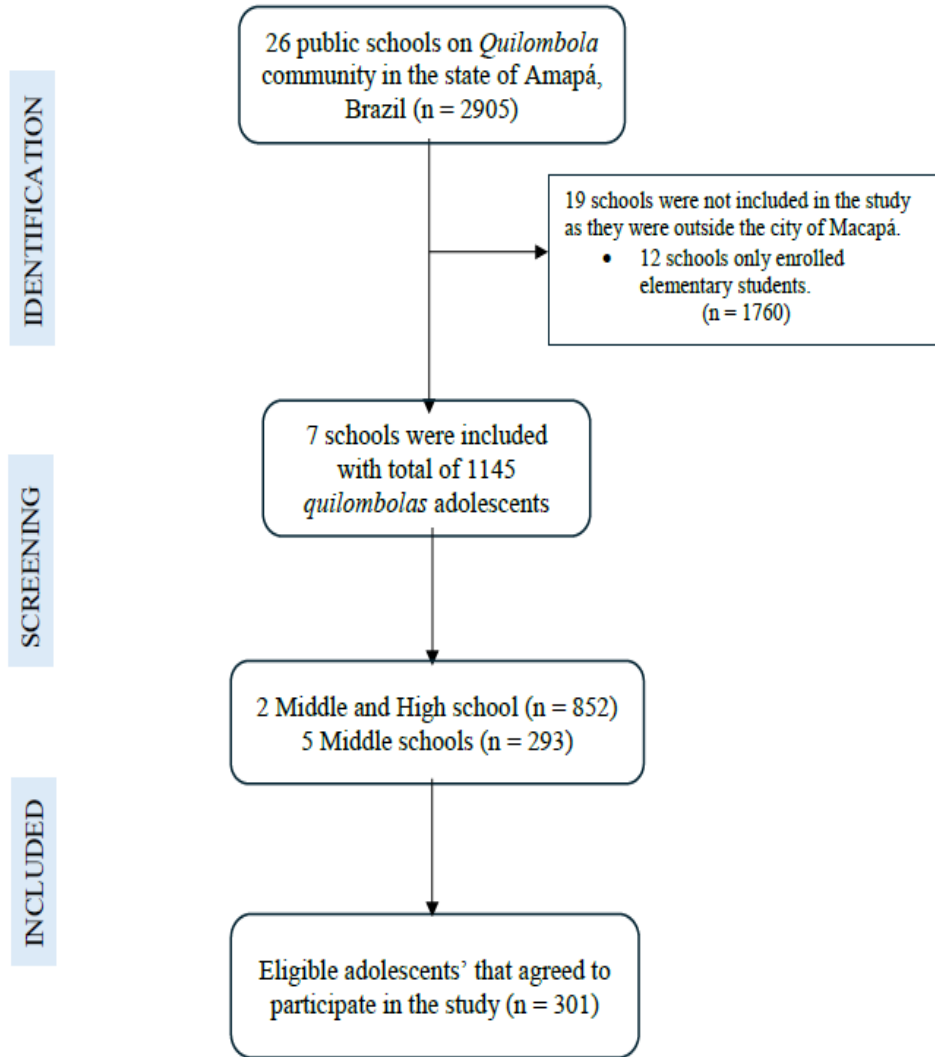 IDENTIFICATION
26 public schools on Quilombola
community in the state of Amapá,
Brazil (n = 2905)
19 schools were not included in the study
as they were outside the city of Macapá.
• 12 schools only enrolled
elementary students.
(n = 1760)
SCREENING
7 schools were included
with total of 1145
quilombolas adolescents
2 Middle and High school (n = 852)
5 Middle schools (n = 293)
INCLUDED
Eligible adolescents’ that agreed to
participate in the study (n = 301)